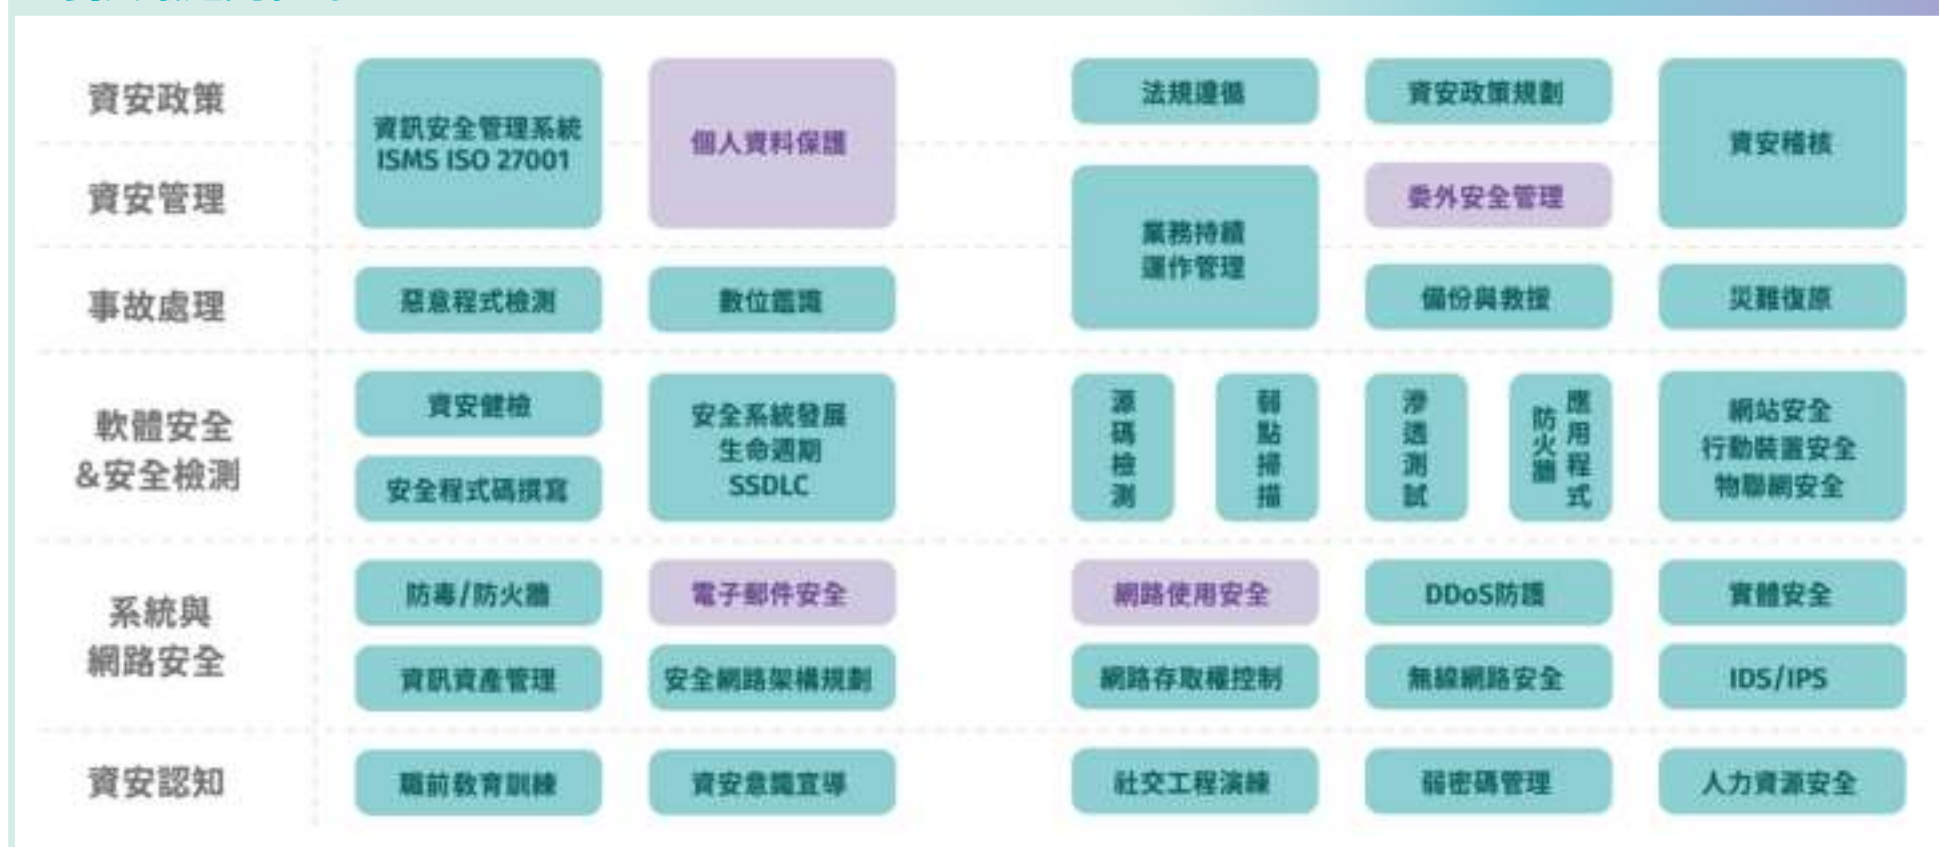 資安政策
資訊安全管理系統
ISMS ISO 27001
個人資料保護
法規遵循
資安政策規劃
資安稽核
資安管理
業務持續
運作管理
委外安全管理
事故處理
惡意程式檢測
數位鑑識
備份與救援
災難復原
軟體安全
&安全檢測
資安健檢
安全程式碼撰寫
安全系統發展
生命週期
SSDLC
源碼檢測
弱點掃描
滲透測試
應用程式
防火牆
網站安全
行動裝置安全
物聯網安全
系統與
網路安全
防毒/防火牆
電子郵件安全
網路使用安全
DDoS防護
實體安全
資訊資產管理
安全網路架構規劃
網路存取權控制
無線網路安全
IDS/IPS
資安認知
職前教育訓練
資安意識宣導
社交工程演練
弱密碼管理
人力資源安全